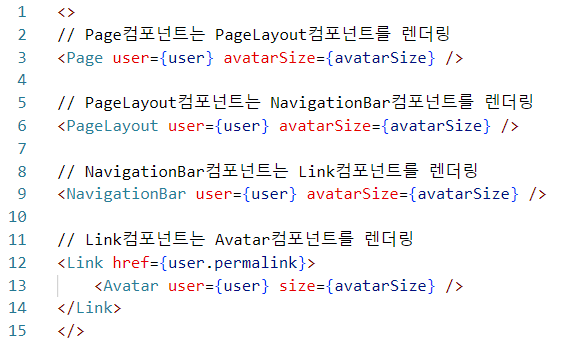 1 <>
2 // Page컴포넌트는 PageLayout컴포넌트를 렌더링
3 <Page user={user} avatarSize={avatarSize} />
4
5 // PageLayout컴포넌트는 NavigationBar컴포넌트를 렌더링
6 <PageLayout user={user} avatarSize={avatarSize} />
7
8 // NavigationBar컴포넌트는 Link컴포넌트를 렌더링
9 <NavigationBar user={user} avatarSize={avatarSize} />
10
11 // Link컴포넌트는 Avatar컴포넌트를 렌더링
12 <Link href={user.permalink}>
13     <Avatar user={user} size={avatarSize} />
14 </Link>
15 </>